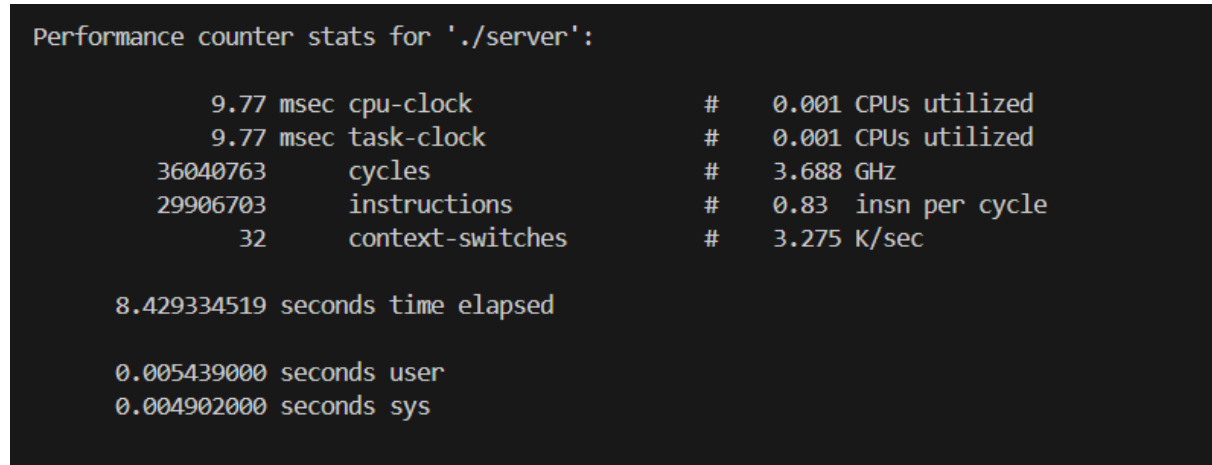 Performance counter stats for './server':
9.77 msec cpu-clock # 0.001 CPUs utilized
9.77 msec task-clock # 0.001 CPUs utilized
36040763 cycles # 3.688 GHz
29906703 instructions # 0.83 insn per cycle
32 context-switches # 3.275 K/sec
8.429334519 seconds time elapsed
0.005439000 seconds user
0.004902000 seconds sys